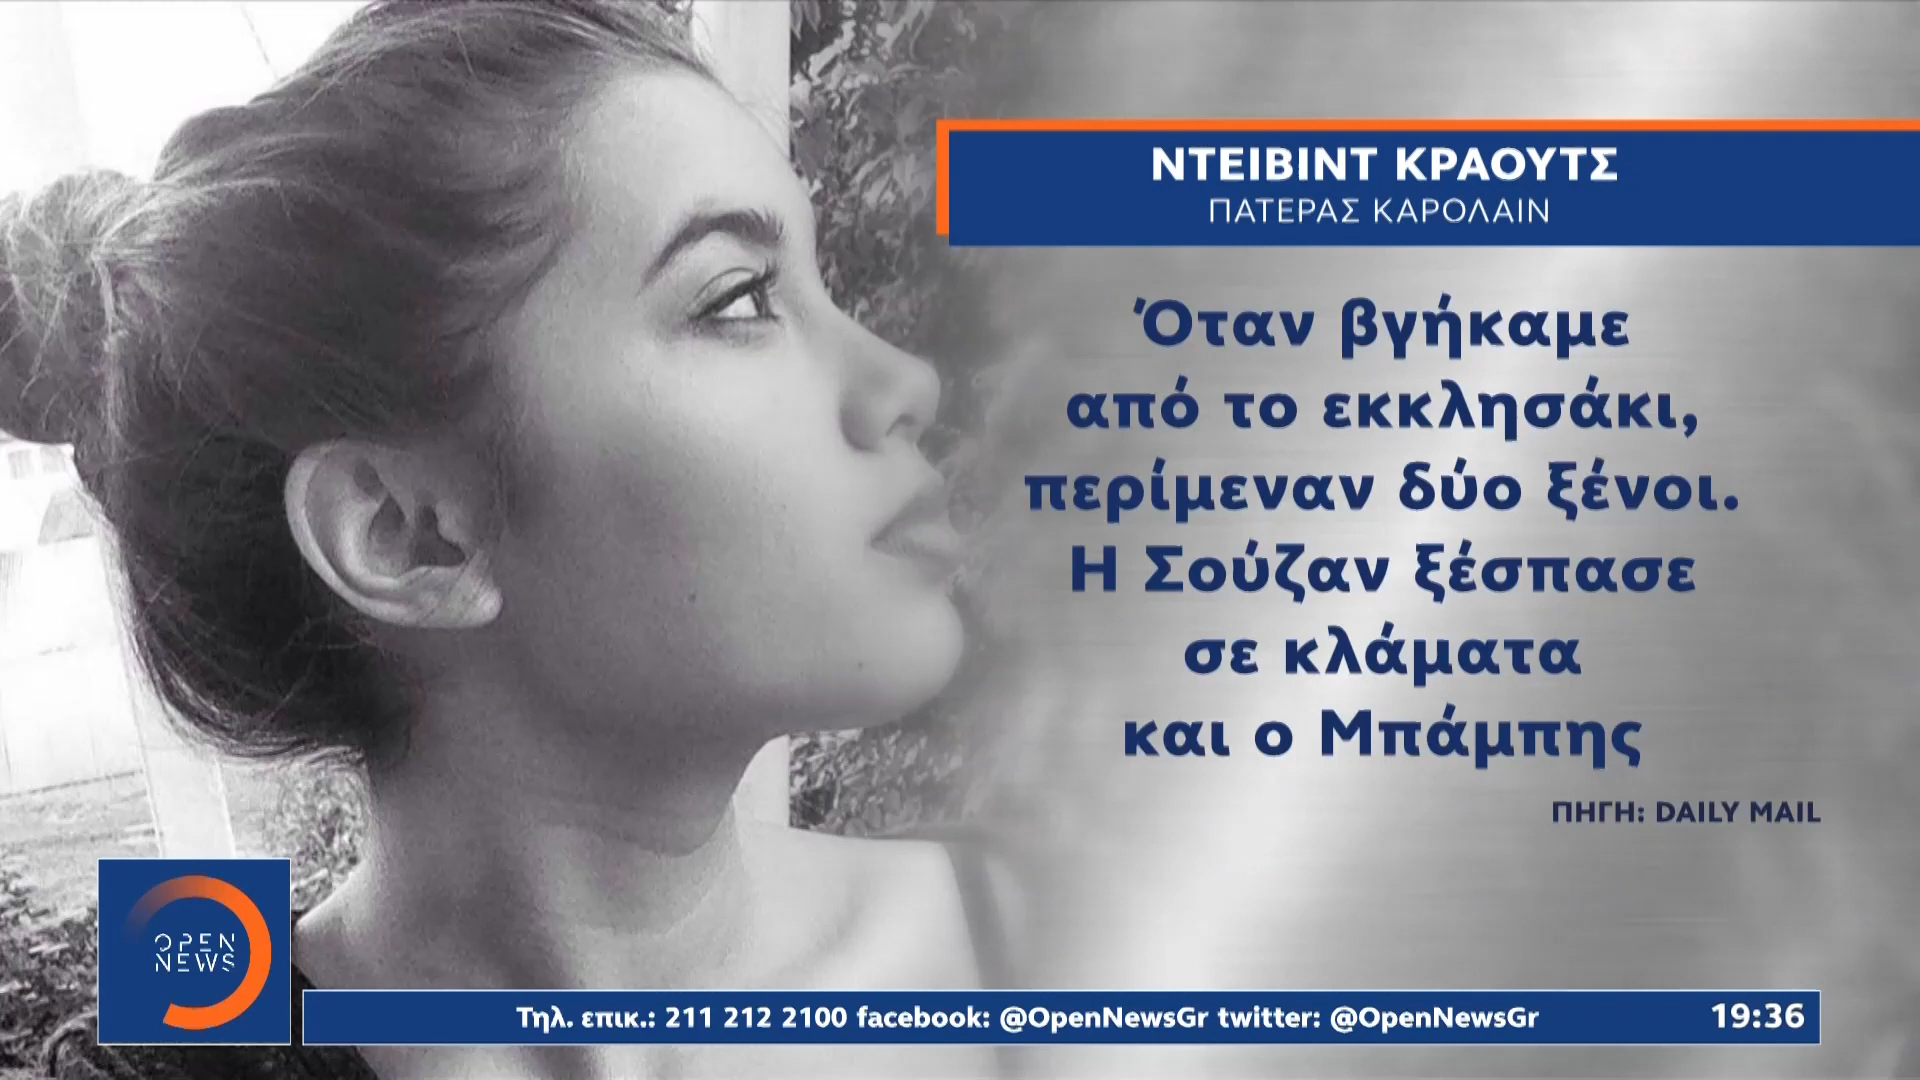 ΝΤΕΙΒΙΝΤ ΚΡΑΟΥΤΣ
ΠΑΤΕΡΑΣ ΚΑΡΟΛΑΙΝ
Όταν βγήκαμε
από το εκκλησάκι,
περίμεναν δύο ξένοι.
Η Σούζαν ξέσπασε
σε κλάματα
και ο Μπάμπης
ΠΗΓΗ: DAILY MAIL
OPEN
NEWS
Τηλ. επικ.: 211 212 2100 facebook: @OpenNewsGr twitter: @OpenNewsGr
19:36